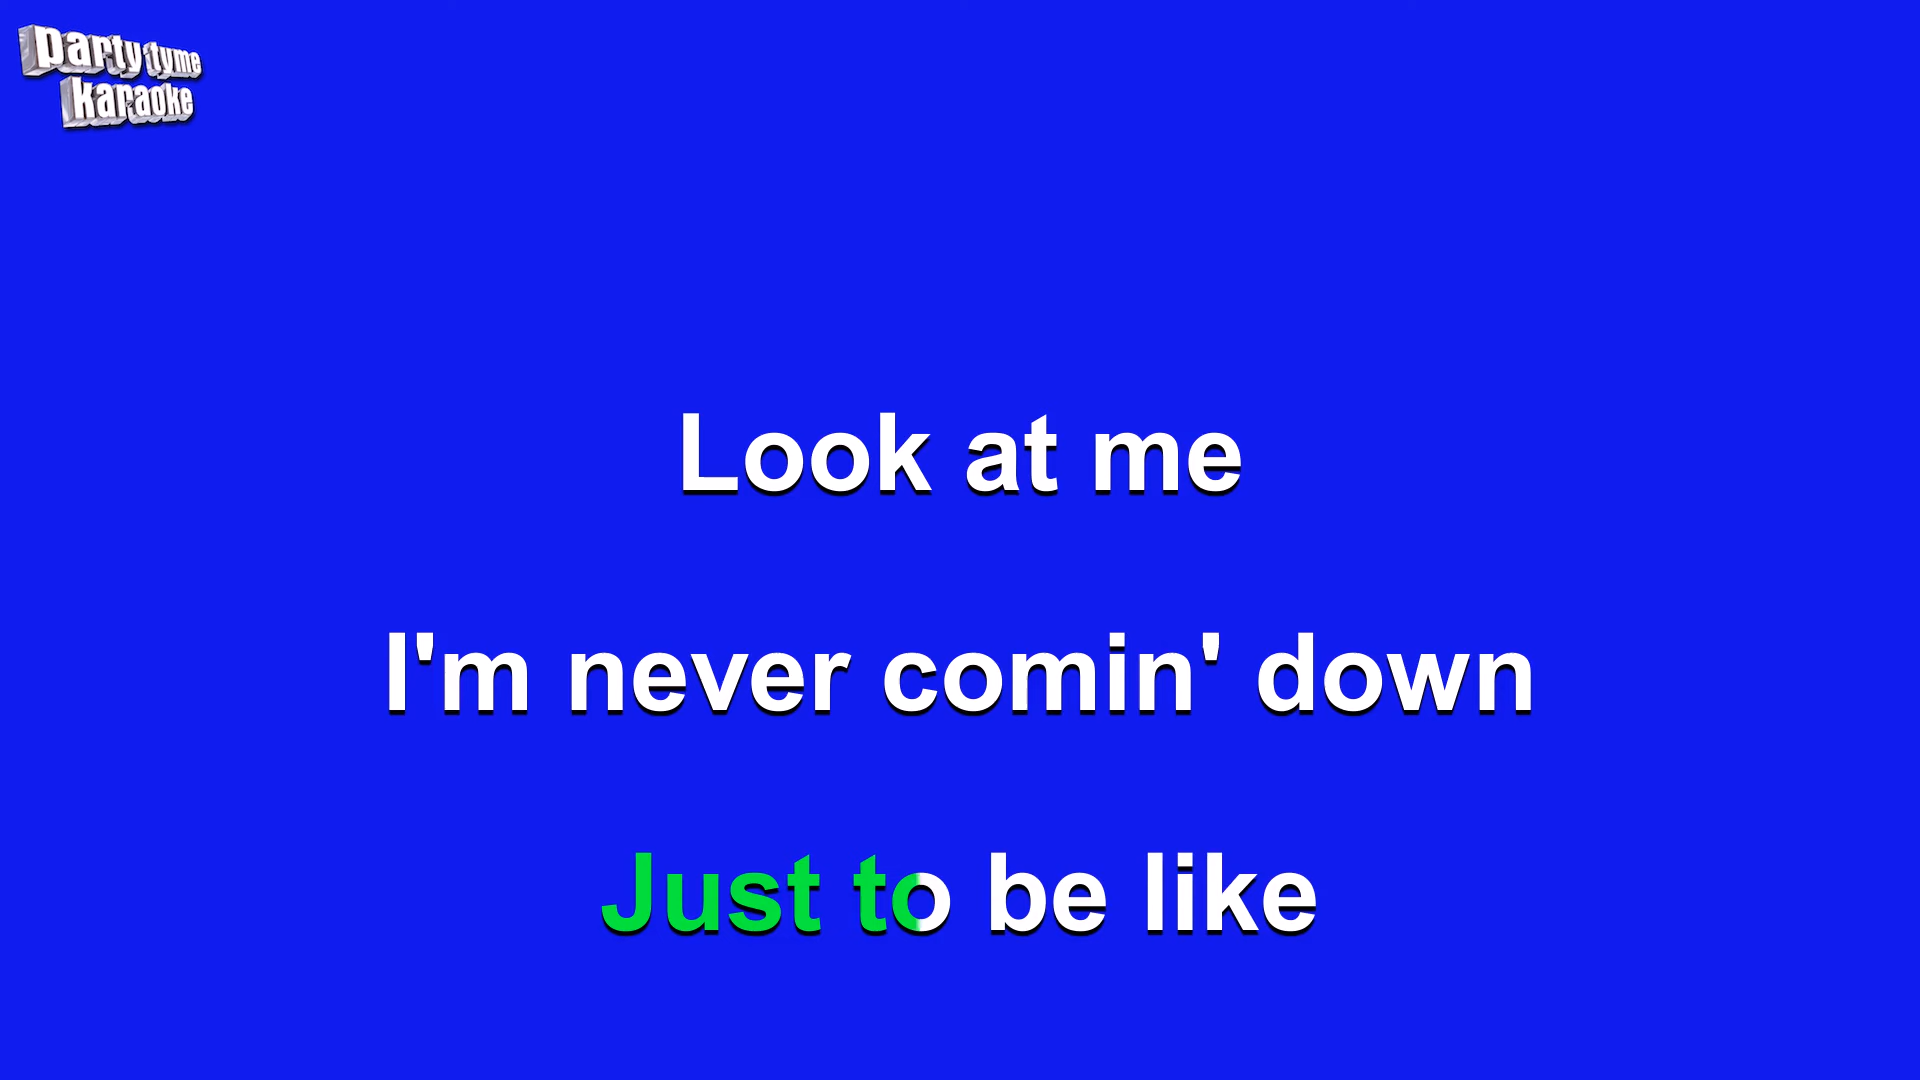 party tyme
karaoke
Look at me
I'm never comin' down
Just to be like